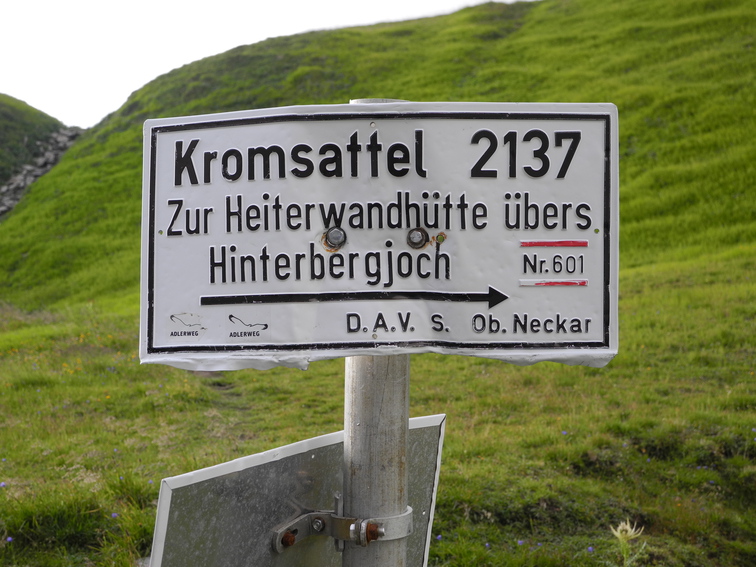 Kromsattel 2137
Zur Heiterwandhütte übers
Hinterbergjoch Nr.601
ADLERWEG ADLERWEG D.A.V. S. Ob. Neckar